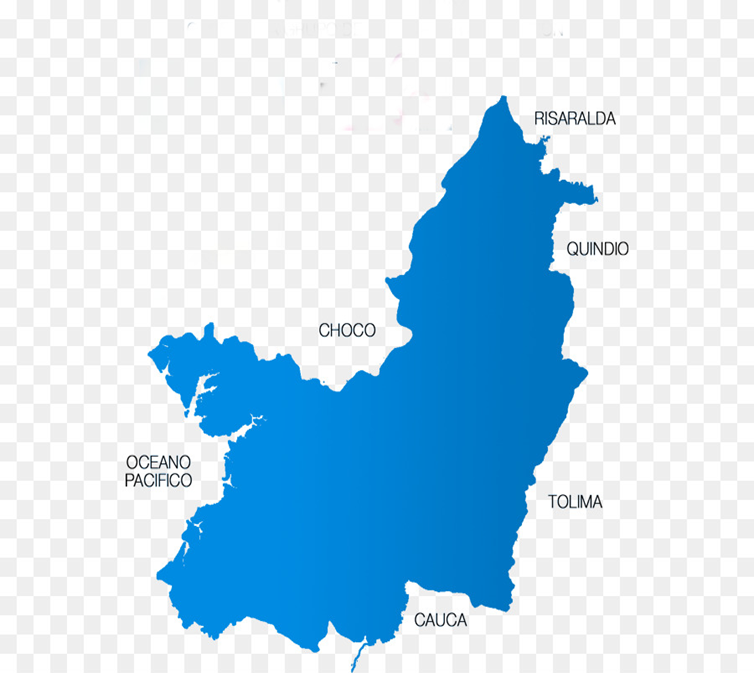 RISARALDA
QUINDIO
CHOCO
OCEANO
PACIFICO
TOLIMA
CAUCA